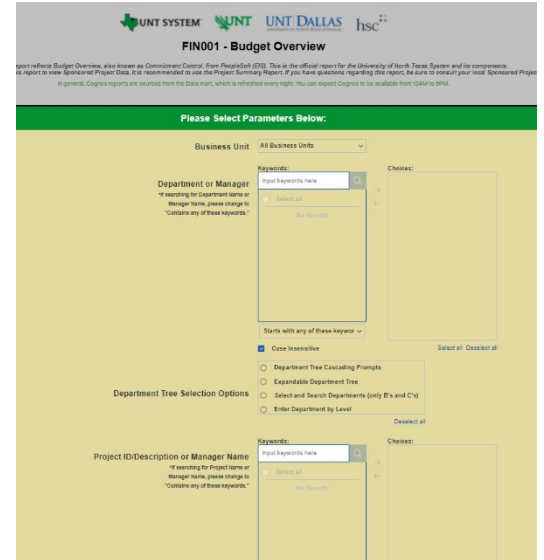 UNT SYSTEM UNT UNT DALLAS hsc
FIN001 - Budget Overview
eport reflects Budget Overview, also known as Commitment Control, from PeopleSoft (EIS). This is the official report for the University of North Texas System and its components.
is report to view Sponsored Project Data, it is recommended to use the Project Summary Report. If you have questions regarding this report, be sure to consult your local Sponsored Projec
In general, Cognos reports are sourced from the Data mart, which is refreshed every night. You can expect Cognos to be available from 12AM to 9PM.
Please Select Parameters Below:
Business Unit All Business Units
Keywords: Choices:
Department or Manager Input keywords here
*If searching for Department Name or
Manager Name, please change to
"Contains any of these keywords."
Select all
No Results
Starts with any of these keywor
Case Insensitive Select all Deselect all
Department Tree Selection Options
Department Tree Cascading Prompts
Expandable Department Tree
Select and Search Departments (only B's and C's)
Enter Department by Level
Deselect all
Keywords: Choices:
Project ID/Description or Manager Name Input keywords here
*If searching for Project Name or
Manager Name, please change to
"Contains any of these keywords."
Select all
No Results